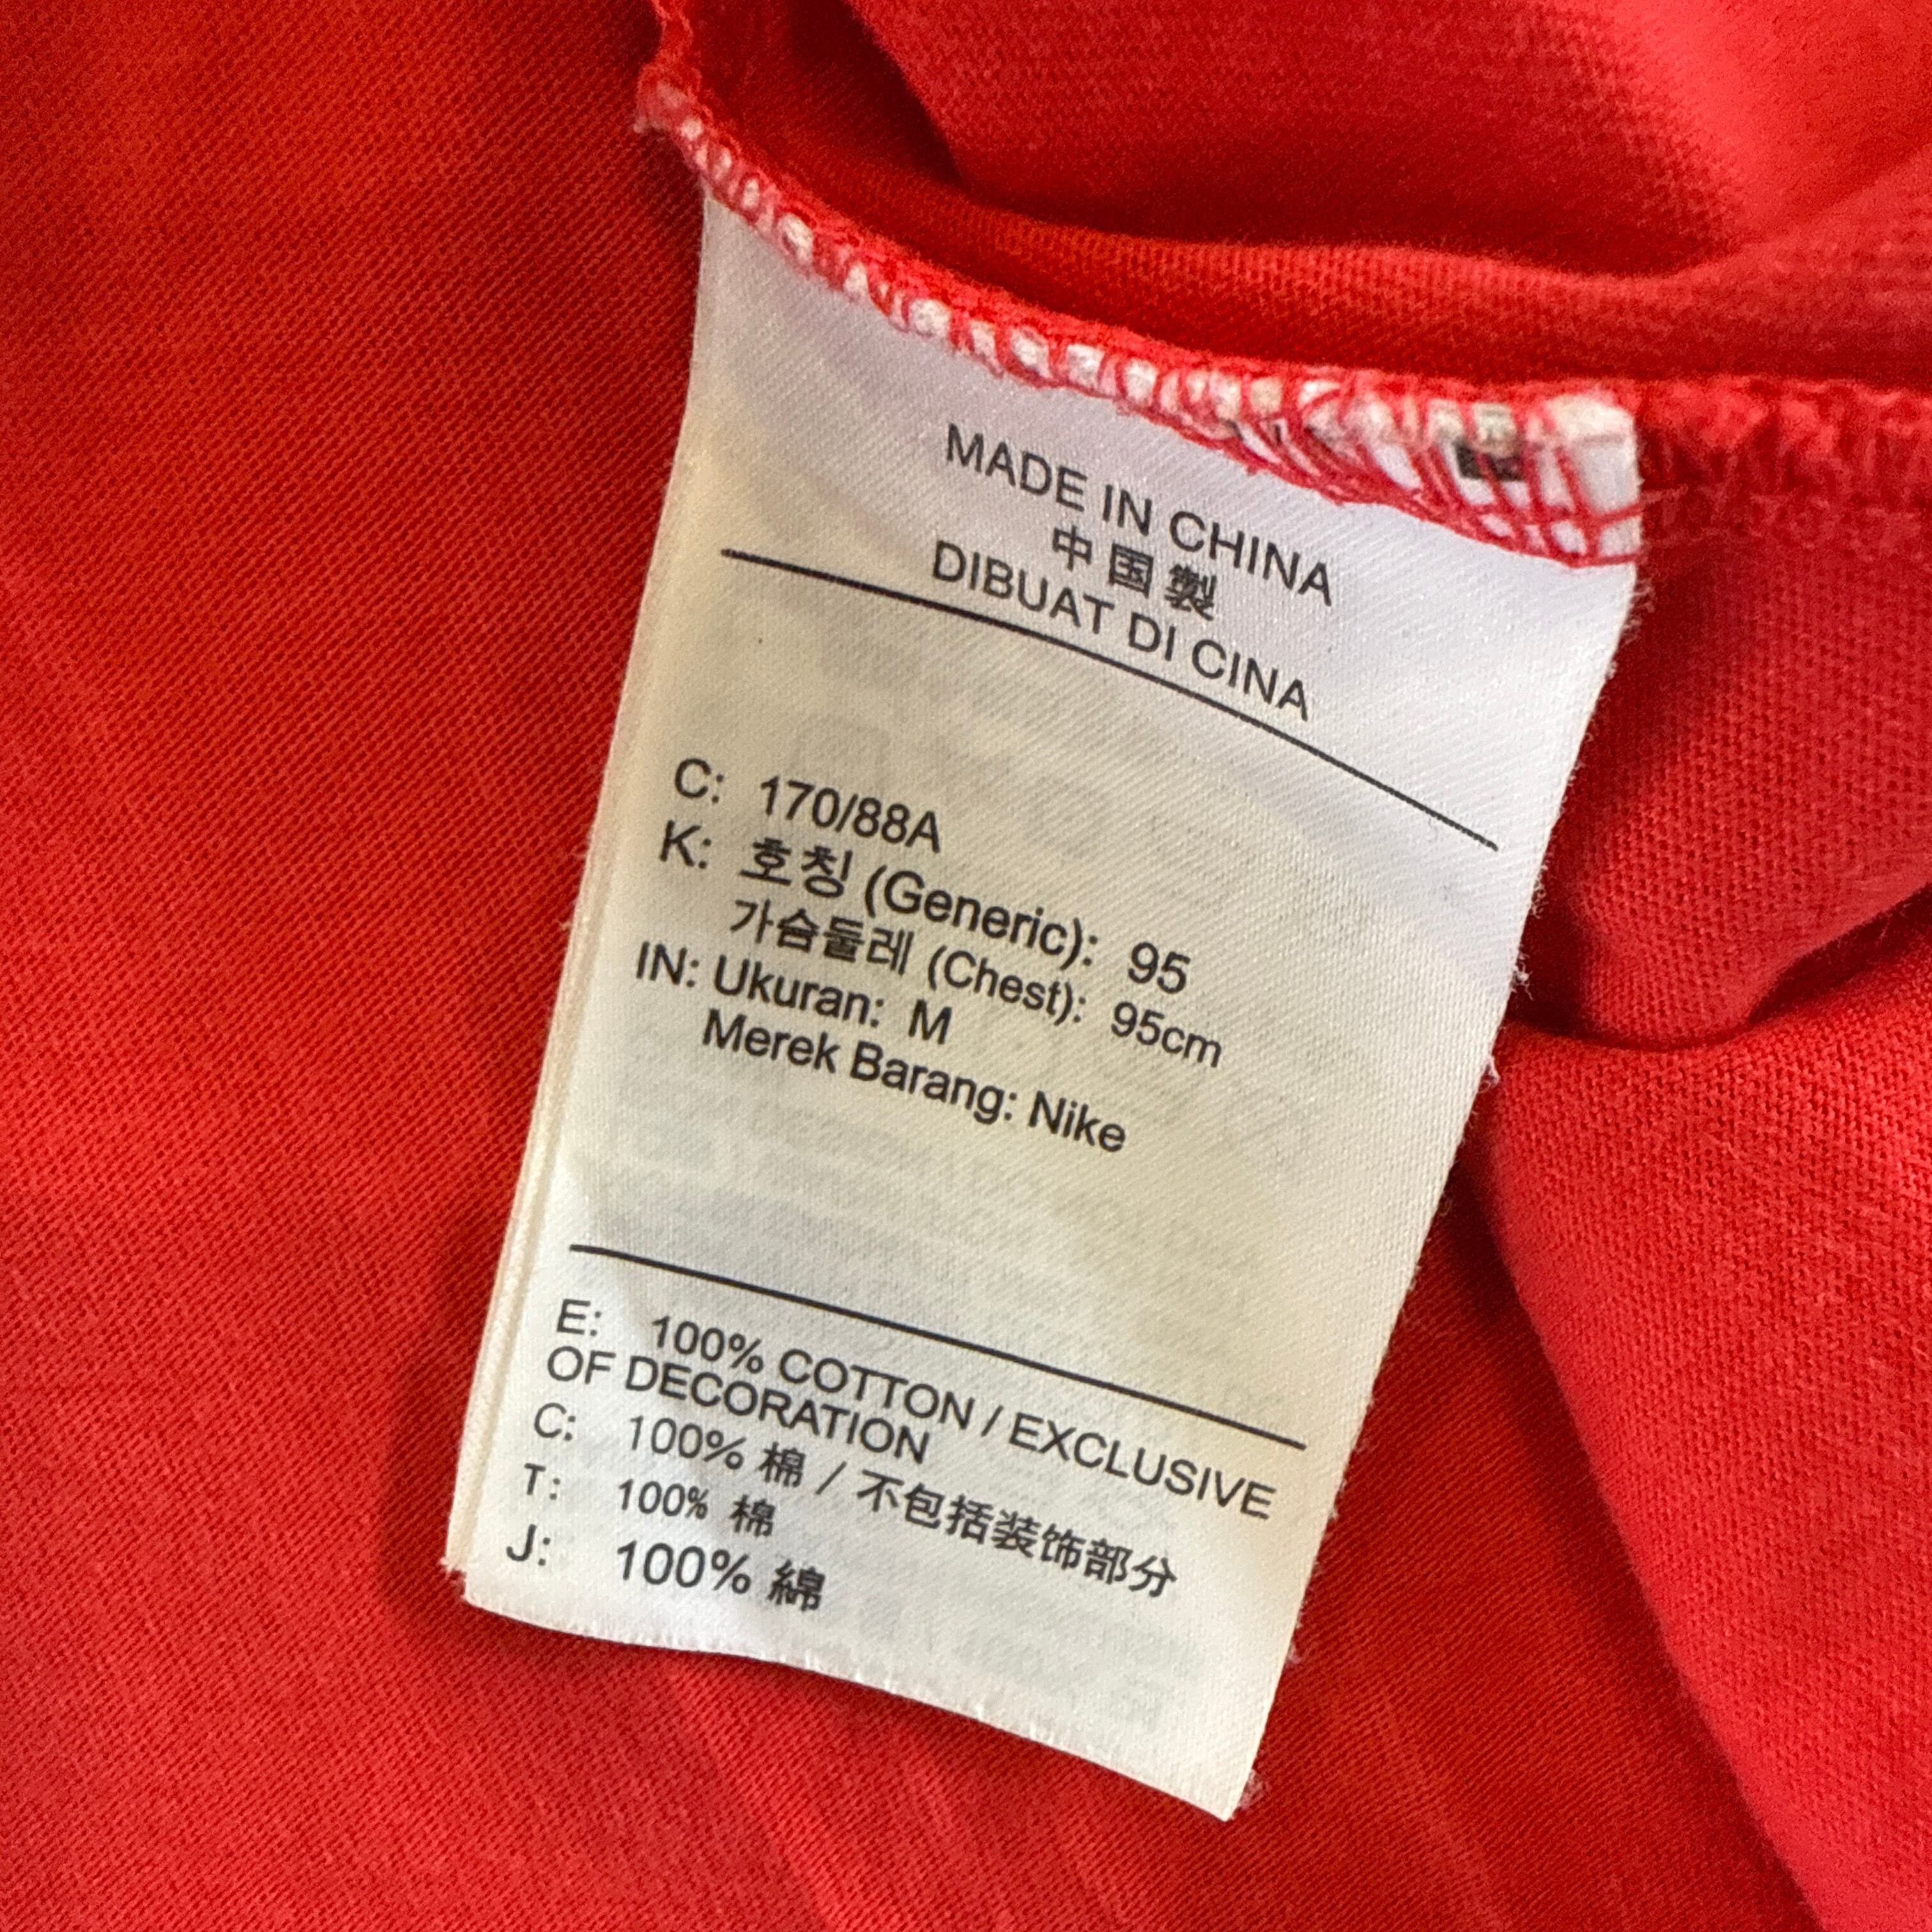 MADE IN CHINA
中国製
DIBUAT DI CINA
C: 170/88A
K: 호칭 (Generic): 95
가슴둘레 (Chest): 95cm
IN: Ukuran: M
Merek Barang: Nike
E: 100% COTTON / EXCLUSIVE
OF DECORATION
C: 100% 棉 / 不包括装饰部分
T: 100% 棉
J: 100% 綿